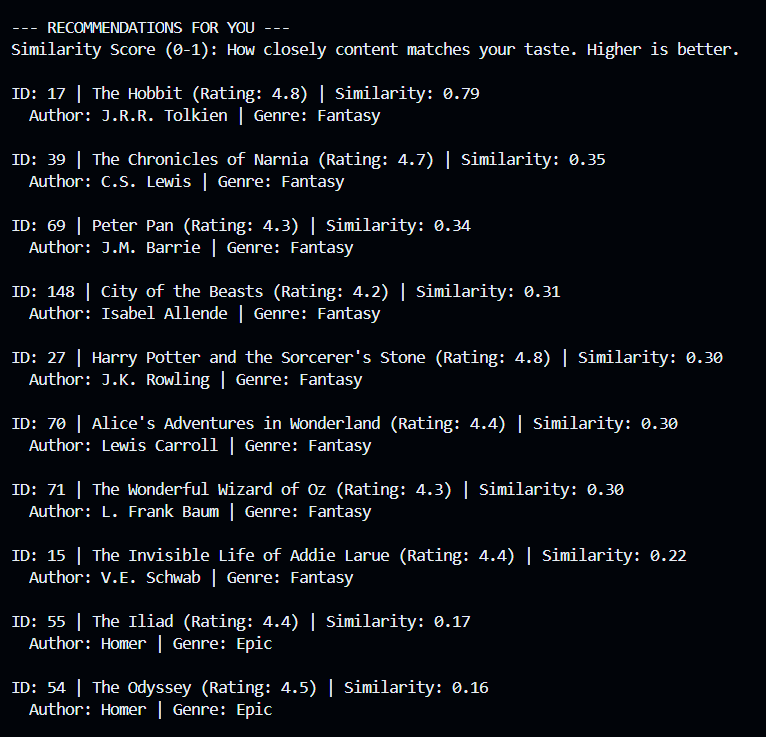 --- RECOMMENDATIONS FOR YOU ---
Similarity Score (0-1): How closely content matches your taste. Higher is better.
ID: 17 | The Hobbit (Rating: 4.8) | Similarity: 0.79
Author: J.R.R. Tolkien | Genre: Fantasy
ID: 39 | The Chronicles of Narnia (Rating: 4.7) | Similarity: 0.35
Author: C.S. Lewis | Genre: Fantasy
ID: 69 | Peter Pan (Rating: 4.3) | Similarity: 0.34
Author: J.M. Barrie | Genre: Fantasy
ID: 148 | City of the Beasts (Rating: 4.2) | Similarity: 0.31
Author: Isabel Allende | Genre: Fantasy
ID: 27 | Harry Potter and the Sorcerer's Stone (Rating: 4.8) | Similarity: 0.30
Author: J.K. Rowling | Genre: Fantasy
ID: 70 | Alice's Adventures in Wonderland (Rating: 4.4) | Similarity: 0.30
Author: Lewis Carroll | Genre: Fantasy
ID: 71 | The Wonderful Wizard of Oz (Rating: 4.3) | Similarity: 0.30
Author: L. Frank Baum | Genre: Fantasy
ID: 15 | The Invisible Life of Addie Larue (Rating: 4.4) | Similarity: 0.22
Author: V.E. Schwab | Genre: Fantasy
ID: 55 | The Iliad (Rating: 4.4) | Similarity: 0.17
Author: Homer | Genre: Epic
ID: 54 | The Odyssey (Rating: 4.5) | Similarity: 0.16
Author: Homer | Genre: Epic